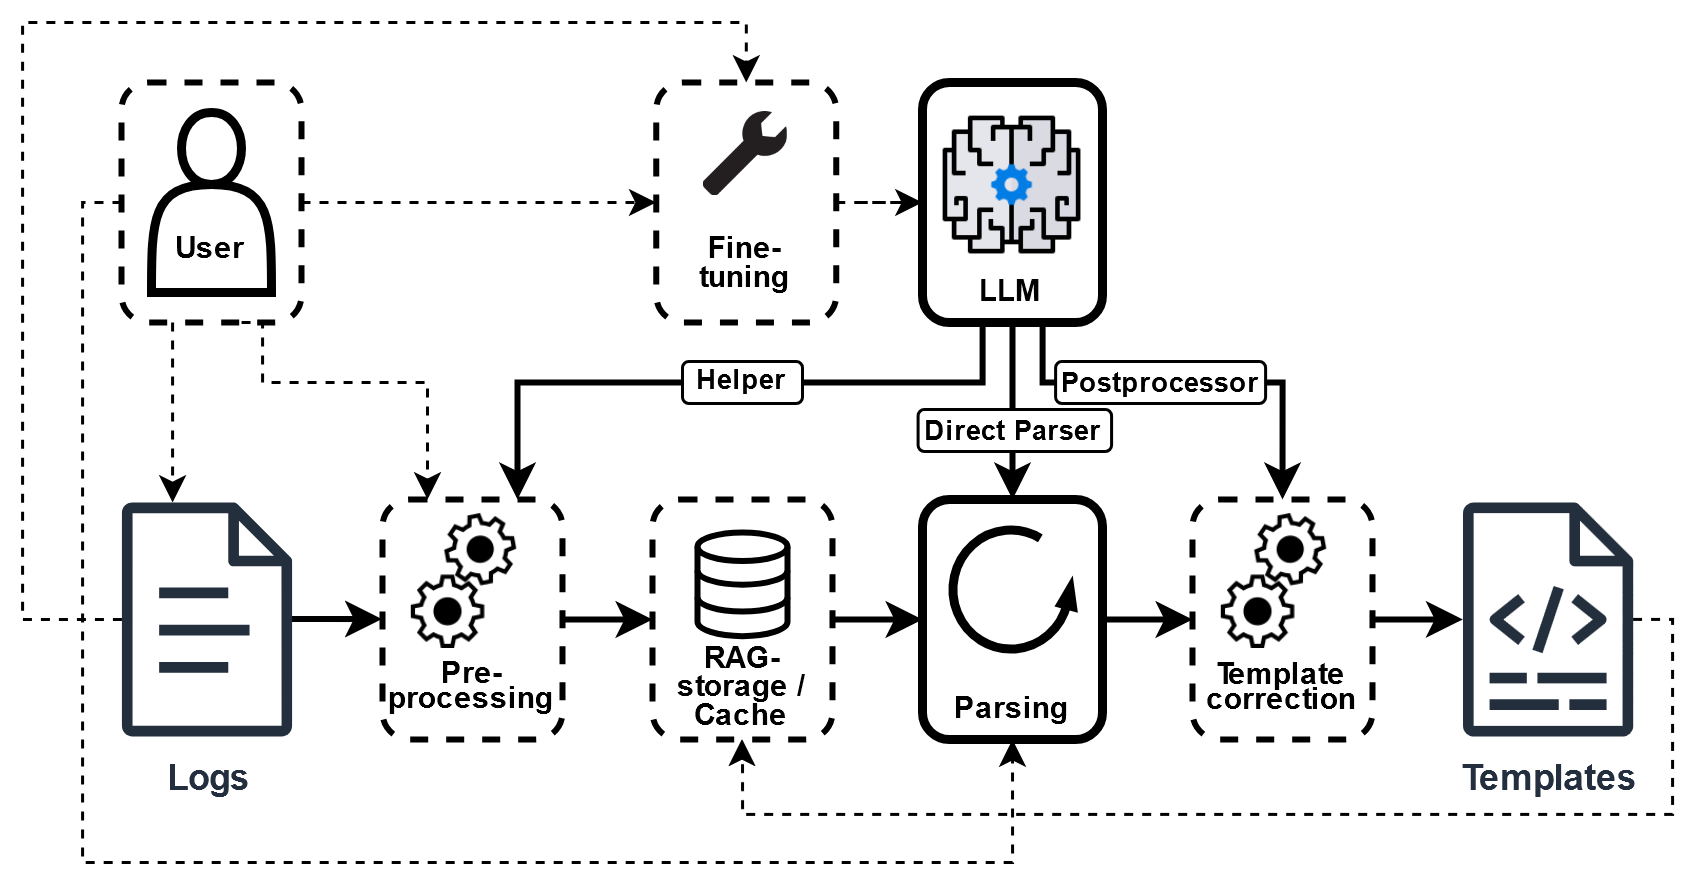 User
Fine-
tuning
LLM
Helper
Postprocessor
Direct Parser
Pre-
processing
RAG-
storage /
Cache
Parsing
Template
correction
Logs
Templates